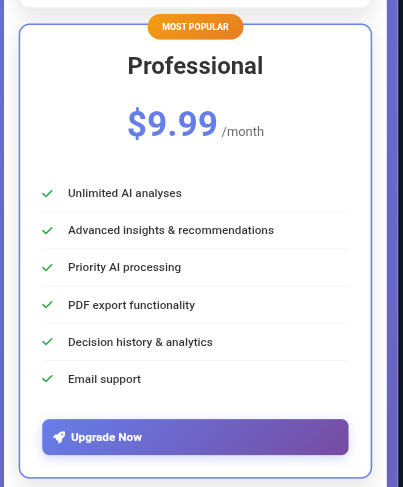 MOST POPULAR
Professional
$9.99 /month
Unlimited AI analyses
Advanced insights & recommendations
Priority AI processing
PDF export functionality
Decision history & analytics
Email support
Upgrade Now